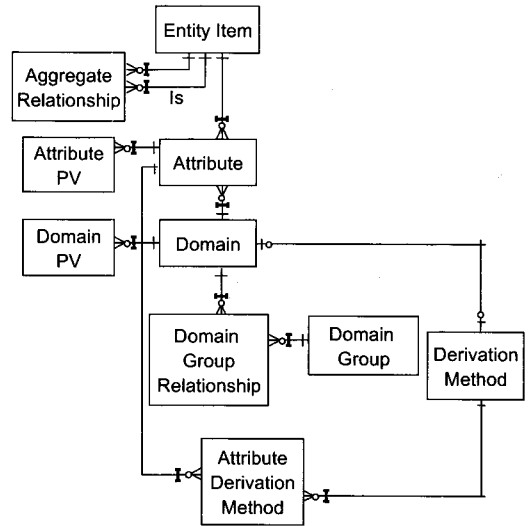 Entity Item
Aggregate
Relationship
Is
Attribute
PV
Attribute
Domain
PV
Domain
Domain
Group
Relationship
Domain
Group
Derivation
Method
Attribute
Derivation
Method